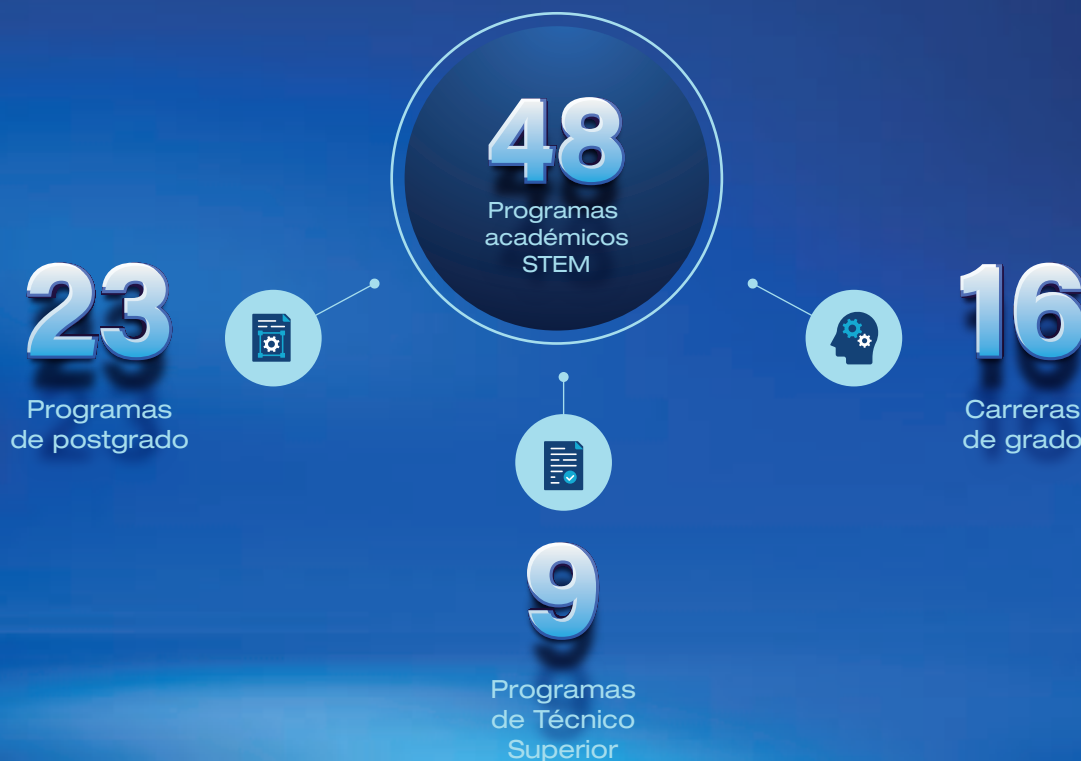 48
Programas
académicos
STEM
23
Programas
de postgrado
16
Carreras
de grado
9
Programas
de Técnico
Superior